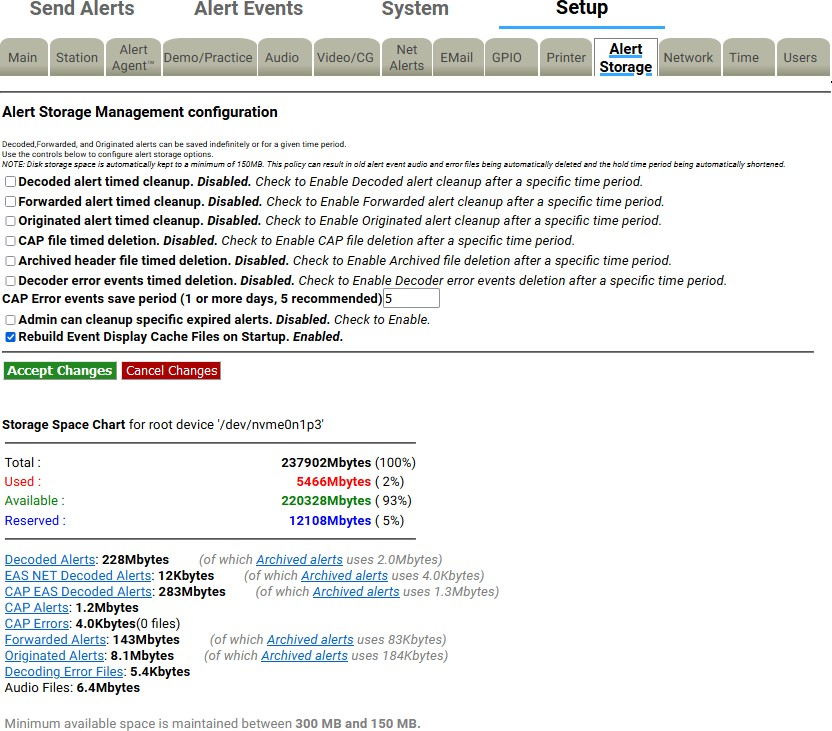 Send Alerts Alert Events System Setup
Main Station Alert Agent™ Demo/Practice Audio Video/CG Net Alerts EMail GPIO Printer Alert Storage Network Time Users
Alert Storage Management configuration
Decoded,Forwarded, and Originated alerts can be saved indefinitely or for a given time period.
Use the controls below to configure alert storage options.
NOTE: Disk storage space is automatically kept to a minimum of 150MB. This policy can result in old alert event audio and error files being automatically deleted and the hold time period being automatically shortened.
Decoded alert timed cleanup. Disabled. Check to Enable Decoded alert cleanup after a specific time period.
Forwarded alert timed cleanup. Disabled. Check to Enable Forwarded alert cleanup after a specific time period.
Originated alert timed cleanup. Disabled. Check to Enable Originated alert cleanup after a specific time period.
CAP file timed deletion. Disabled. Check to Enable CAP file deletion after a specific time period.
Archived header file timed deletion. Disabled. Check to Enable Archived file deletion after a specific time period.
Decoder error events timed deletion. Disabled. Check to Enable Decoder error events deletion after a specific time period.
CAP Error events save period (1 or more days, 5 recommended) 5
Admin can cleanup specific expired alerts. Disabled. Check to Enable.
Rebuild Event Display Cache Files on Startup. Enabled.
Accept Changes Cancel Changes
Storage Space Chart for root device '/dev/nvme0n1p3'
Total : 237902Mbytes (100%)
Used : 5466Mbytes ( 2%)
Available : 220328Mbytes ( 93%)
Reserved : 12108Mbytes ( 5%)
Decoded Alerts: 228Mbytes (of which Archived alerts uses 2.0Mbytes)
EAS NET Decoded Alerts: 12Kbytes (of which Archived alerts uses 4.0Kbytes)
CAP EAS Decoded Alerts: 283Mbytes (of which Archived alerts uses 1.3Mbytes)
CAP Alerts: 1.2Mbytes
CAP Errors: 4.0Kbytes(0 files)
Forwarded Alerts: 143Mbytes (of which Archived alerts uses 83Kbytes)
Originated Alerts: 8.1Mbytes (of which Archived alerts uses 184Kbytes)
Decoding Error Files: 5.4Kbytes
Audio Files: 6.4Mbytes
Minimum available space is maintained between 300 MB and 150 MB.